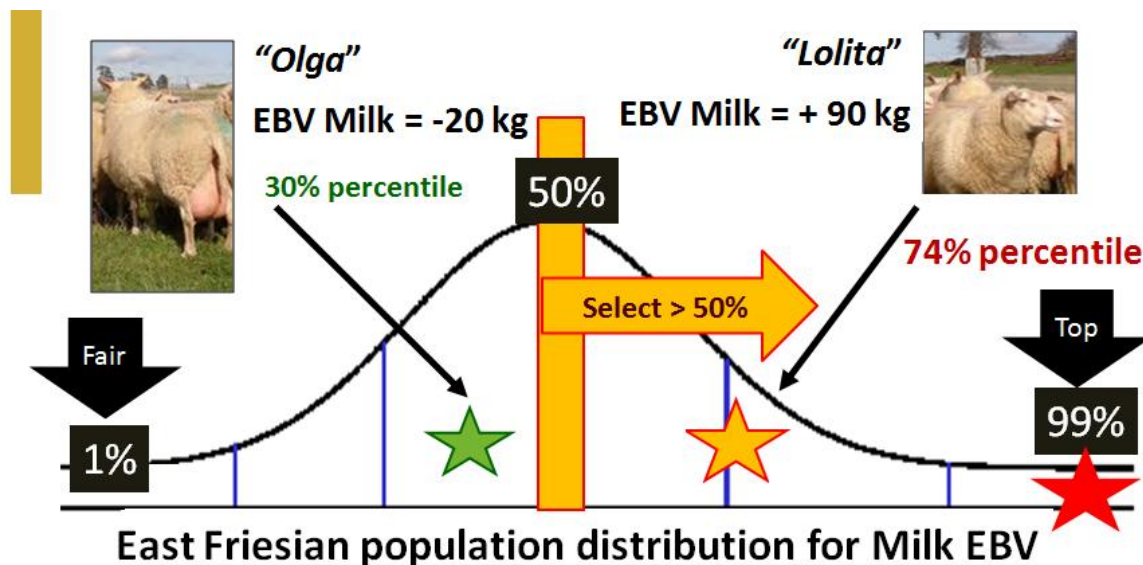 “Olga”
EBV Milk = -20 kg
30% percentile
“Lolita”
EBV Milk = + 90 kg
74% percentile
50%
Select > 50%
Fair
1%
Top
99%
East Friesian population distribution for Milk EBV